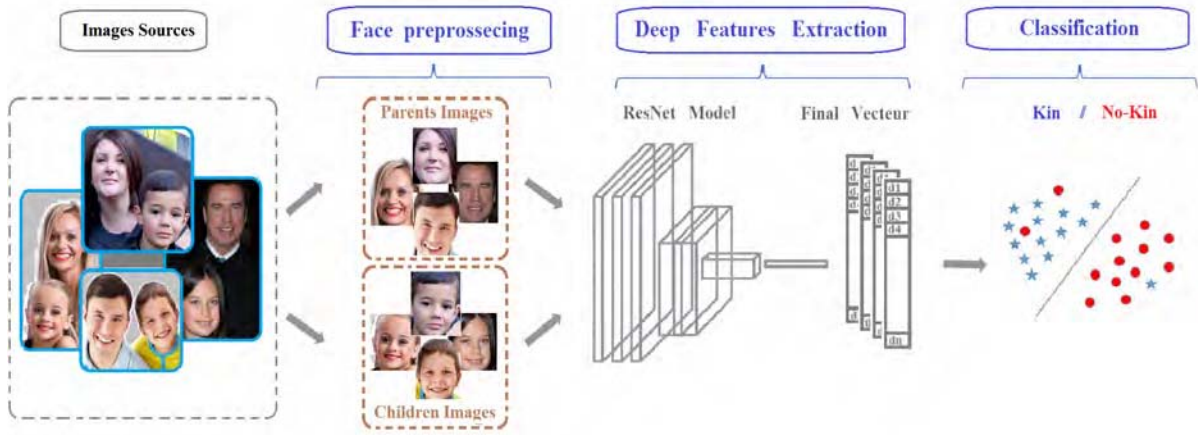 Images Sources
Face preprossecing
Deep Features Extraction
Classification
Parents Images
Children Images
ResNet Model
Final Vecteur
d1
d2
d3
d4
dn
Kin / No-Kin